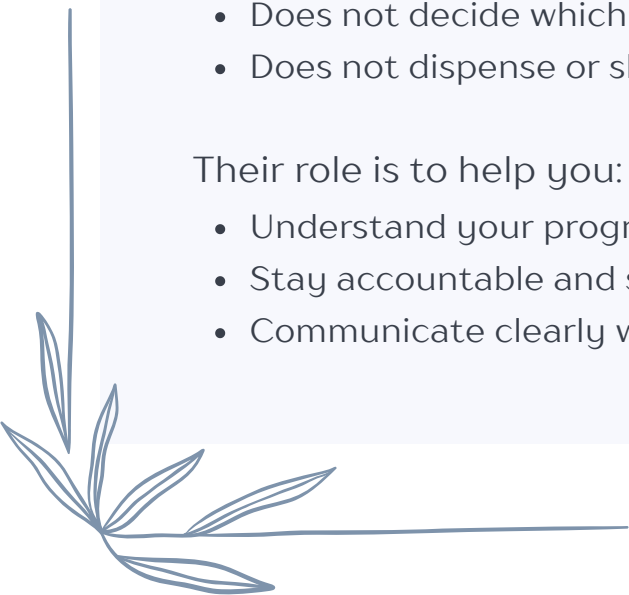 • Does not decide which
• Does not dispense or
Their role is to help you:
• Understand your
• Stay accountable and
• Communicate clearly